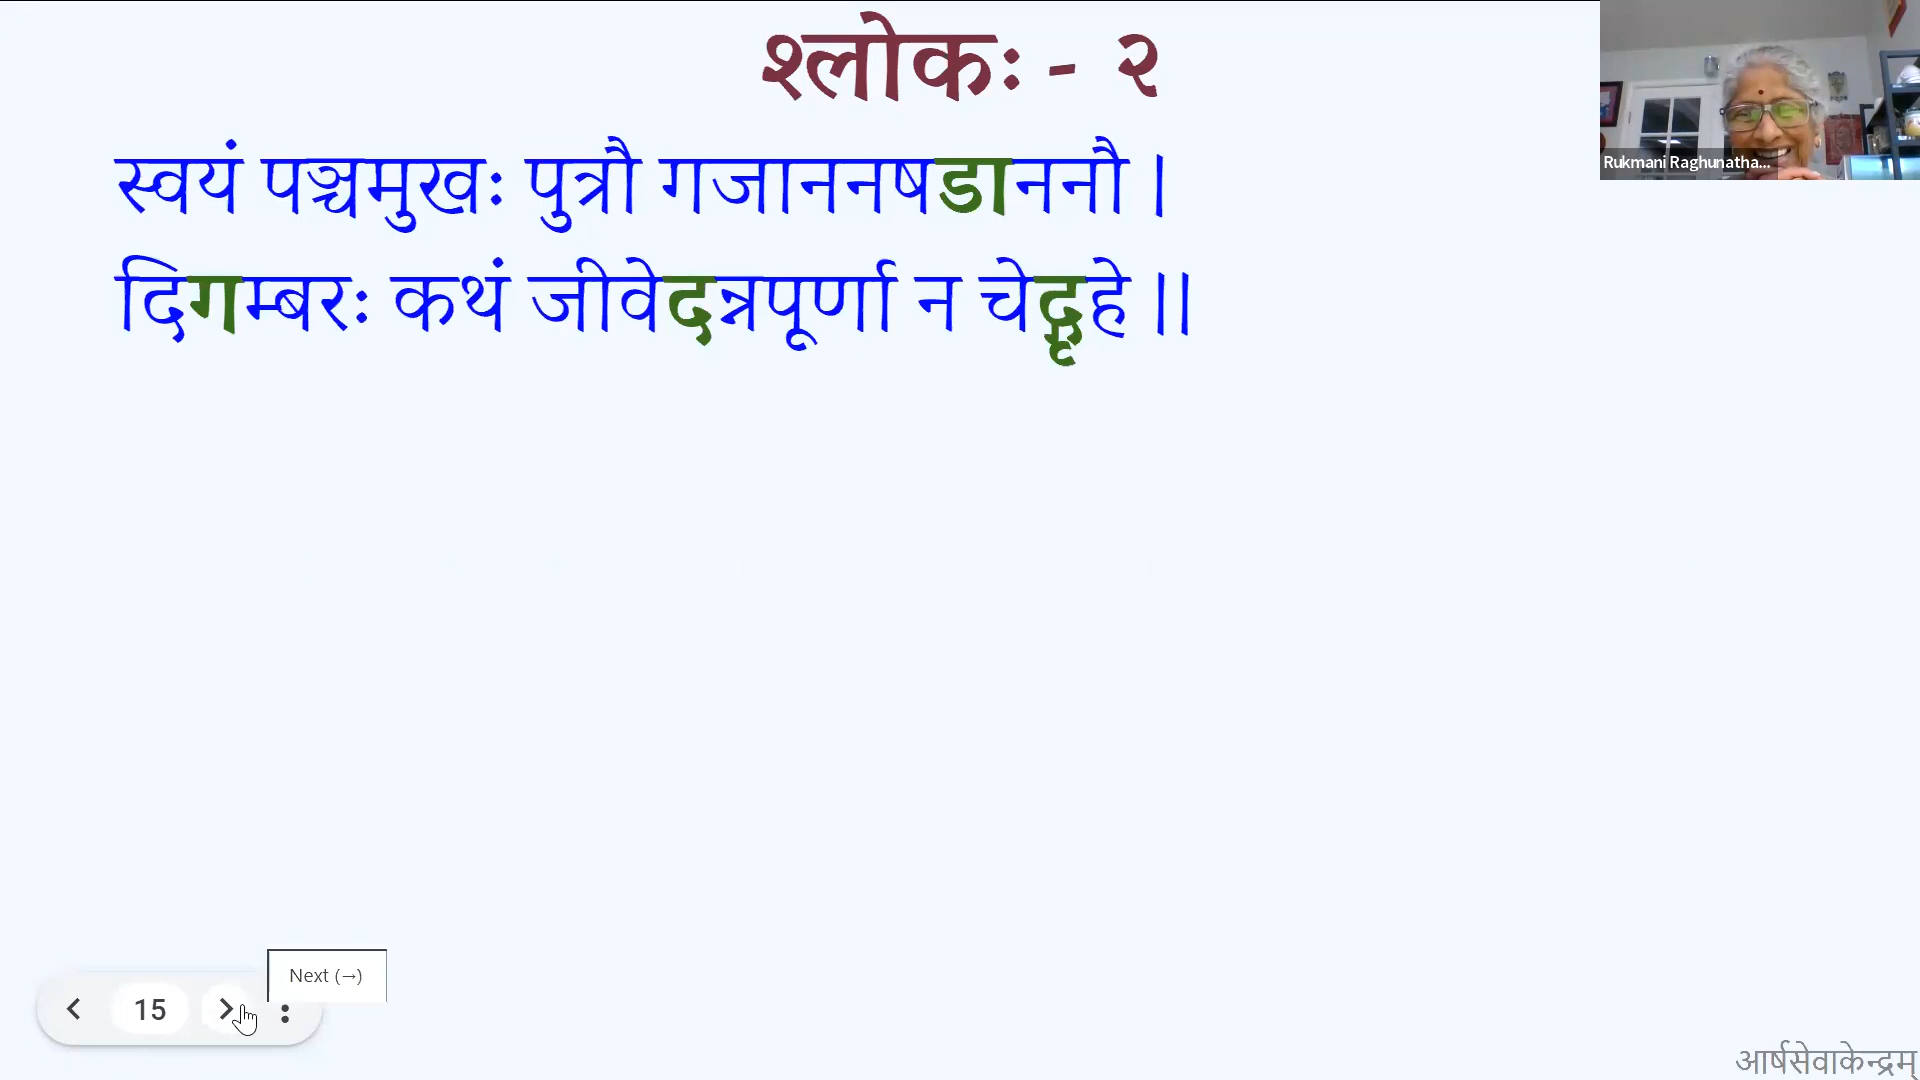 श्लोकः - २
Rukmani Raghunatha...
स्वयं पञ्चमुखः पुत्रौ गजाननषडाननौ ।
दिगम्बरः कथं जीवेदन्नपूर्णा न चेद्गृहे ।।
Next (→)
15
आर्षसेवाकेन्द्रम्